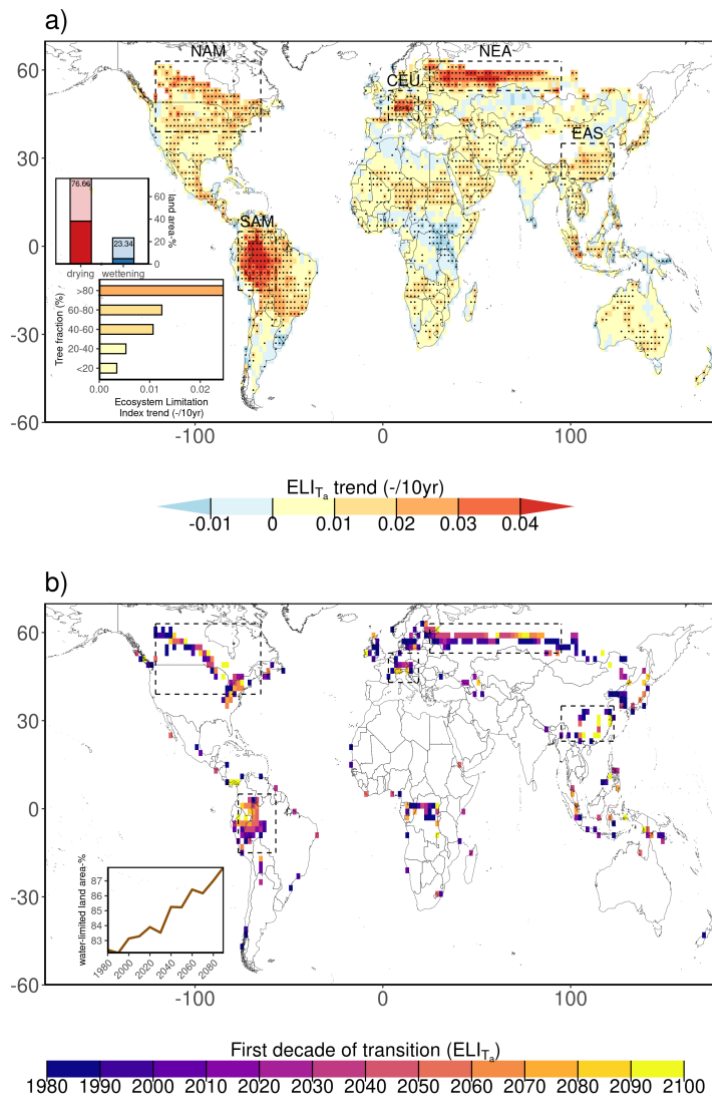 a)
NAM
NEA
CEU
EAS
SAM
60
30
0
-30
-60
-100
0
100
76.66
23.34
60
40
20
0
land area-%
drying
wettening
Tree fraction (%)
>80
60-80
40-60
20-40
<20
0.00
0.01
0.02
Ecosystem Limitation
Index trend (-/10yr)
ELITa trend (-/10yr)
-0.01
0
0.01
0.02
0.03
0.04
b)
60
30
0
-30
-60
-100
0
100
water-limited land area-%
87
86
85
84
83
1980
2000
2020
2040
2060
2080
First decade of transition (ELITa)
1980 1990 2000 2010 2020 2030 2040 2050 2060 2070 2080 2090 2100